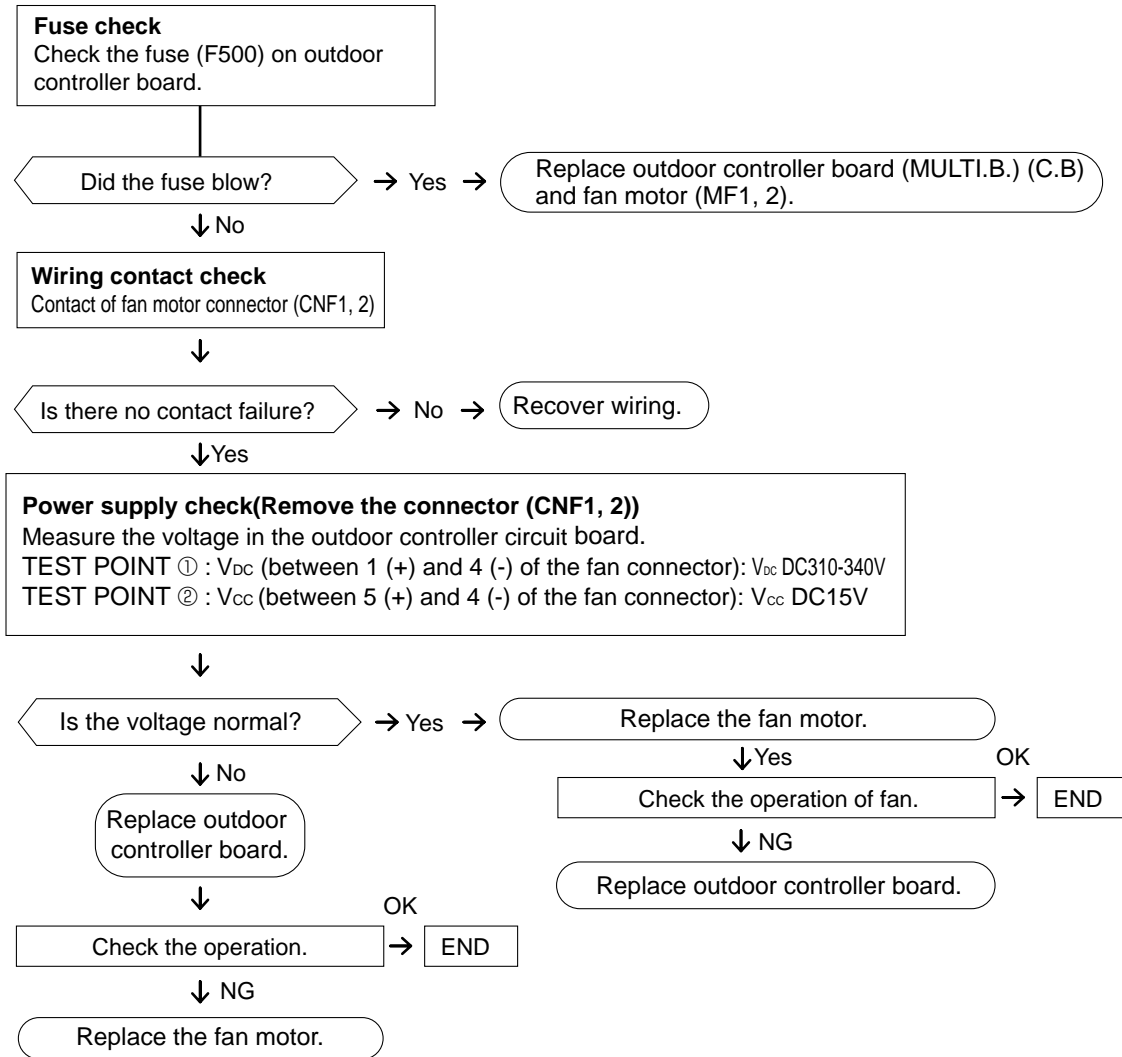 Fuse check
Check the fuse (F500) on outdoor
controller board.
Did the fuse blow?
Yes
Replace outdoor controller board (MULTI.B.) (C.B)
and fan motor (MF1, 2).
No
Wiring contact check
Contact of fan motor connector (CNF1, 2)
Is there no contact failure?
No
Recover wiring.
Yes
Power supply check(Remove the connector (CNF1, 2))
Measure the voltage in the outdoor controller circuit board.
TEST POINT ① : VDC (between 1 (+) and 4 (-) of the fan connector): VDC DC310-340V
TEST POINT ② : VCC (between 5 (+) and 4 (-) of the fan connector): VCC DC15V
Is the voltage normal?
Yes
Replace the fan motor.
Yes
OK
Check the operation of fan.
END
NG
Replace outdoor controller board.
No
Replace outdoor
controller board.
OK
Check the operation.
END
NG
Replace the fan motor.